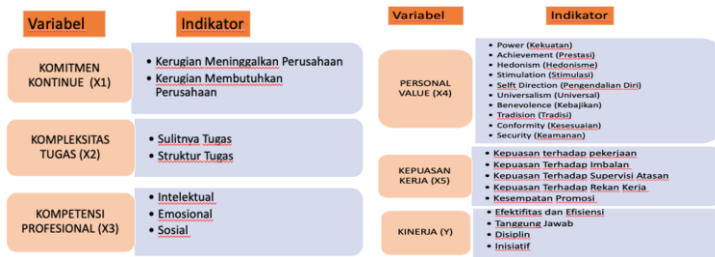 Variabel
Indikator
KOMITMEN
KONTINUE (X1)
• Kerugian Meninggalkan Perusahaan
• Kerugian Membutuhkan
Perusahaan
KOMPLEKSITAS
TUGAS (X2)
• Sulitnya Tugas
• Struktur Tugas
KOMPETENSI
PROFESIONAL (X3)
• Intelektual
• Emosional
• Sosial
Variabel
Indikator
PERSONAL
VALUE (X4)
• Power (Kekuatan)
• Achievement (Prestasi)
• Hedonism (Hedonisme)
• Stimulation (Stimulasi)
• Selft Direction (Pengendalian Diri)
• Universalism (Universal)
• Benevolence (Kebajikan)
• Tradision (Tradisi)
• Conformity (Kesesuaian)
• Security (Keamanan)
KEPUASAN
KERJA (X5)
• Kepuasan terhadap pekerjaan
• Kepuasan Terhadap Imbalan
• Kepuasan Terhadap Supervisi Atasan
• Kepuasan Terhadap Rekan Kerja
• Kesempatan Promosi
KINERJA (Y)
• Efektifitas dan Efisiensi
• Tanggung Jawab
• Disiplin
• Inisiatif